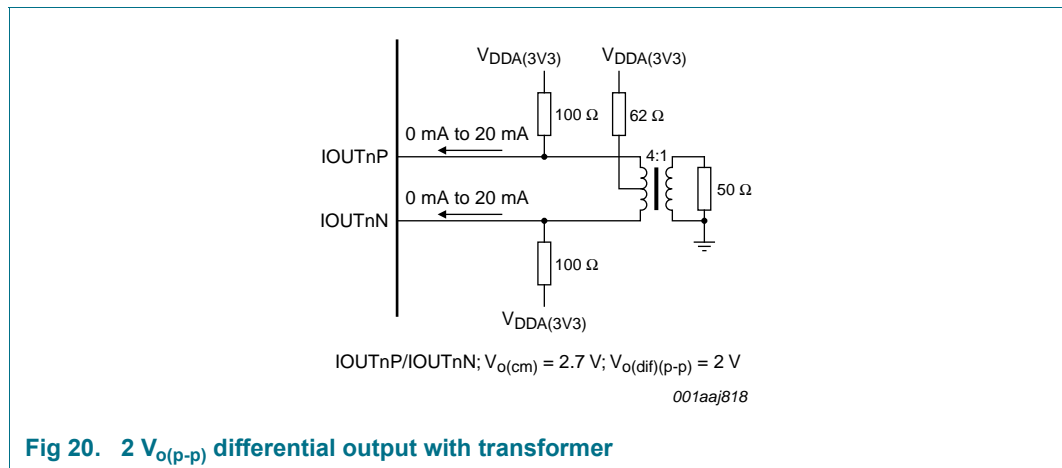 VDDA(3V3) VDDA(3V3)
100 Ω 62 Ω
0 mA to 20 mA
4:1
IOUTnP
50 Ω
0 mA to 20 mA
IOUTnN
100 Ω
VDDA(3V3)
IOUTnP/IOUTnN; Vo(cm) = 2.7 V; Vo(dif)(p-p) = 2 V
001aaj818
Fig 20. 2 Vo(p-p) differential output with transformer